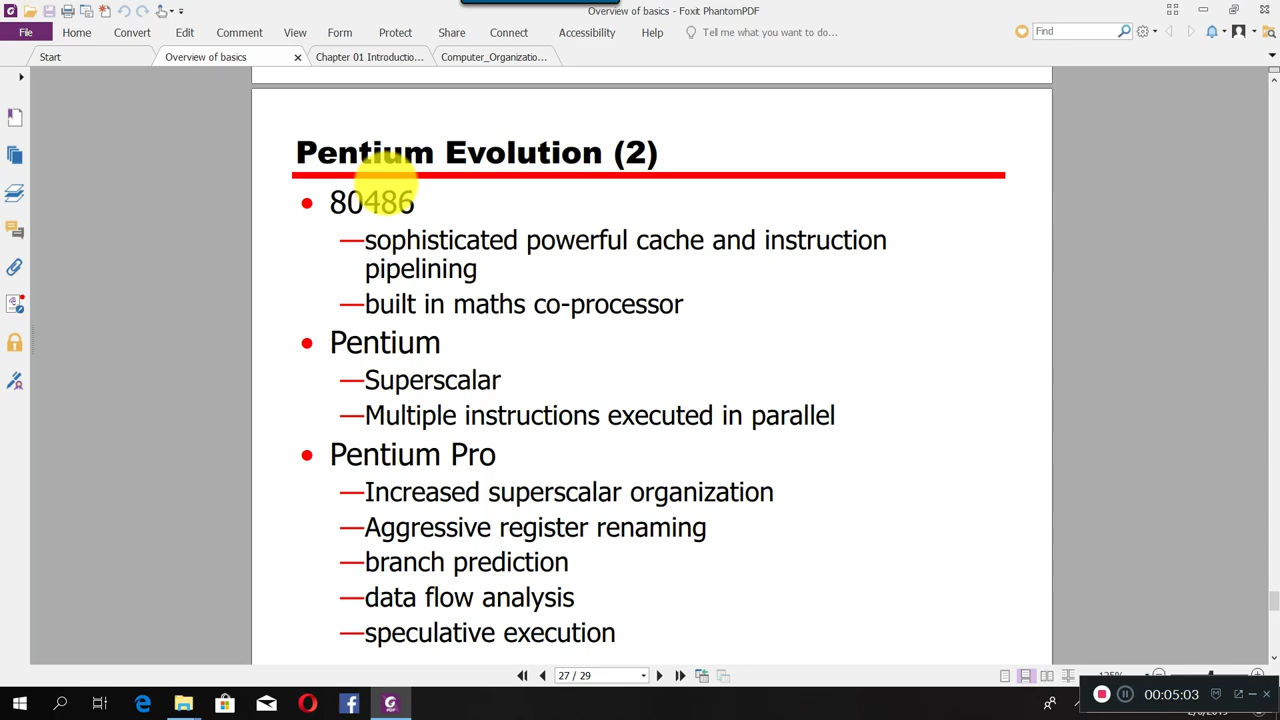 Overview of basics - Foxit PhantomPDF
File Home Convert Edit Comment View Form Protect Share Connect Accessibility Help Tell me what you want to do... Find
Start Overview of basics Chapter 01 Introductio... Computer_Organizatio...
Pentium Evolution (2)
• 80486
—sophisticated powerful cache and instruction
pipelining
—built in maths co-processor
• Pentium
—Superscalar
—Multiple instructions executed in parallel
• Pentium Pro
—Increased superscalar organization
—Aggressive register renaming
—branch prediction
—data flow analysis
—speculative execution
27 / 29
00:05:03